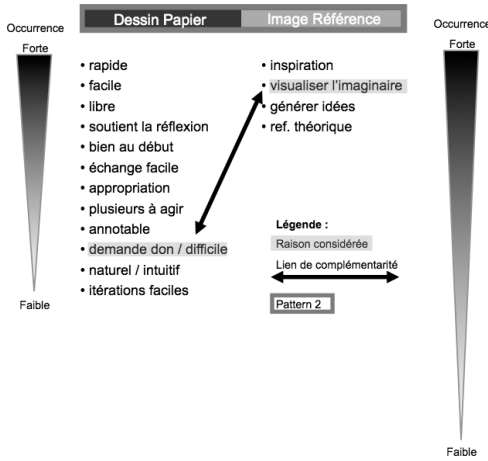 Occurrence
Forte
Dessin Papier
Image Référence
Occurrence
Forte
• rapide
• facile
• libre
• soutient la réflexion
• bien au début
• échange facile
• appropriation
• plusieurs à agir
• annotable
• demande don / difficile
• naturel / intuitif
• itérations faciles
• inspiration
• visualiser l'imaginaire
• générer idées
• ref. théorique
Légende :
Raison considérée
Lien de complémentarité
Pattern 2
Faible
Faible